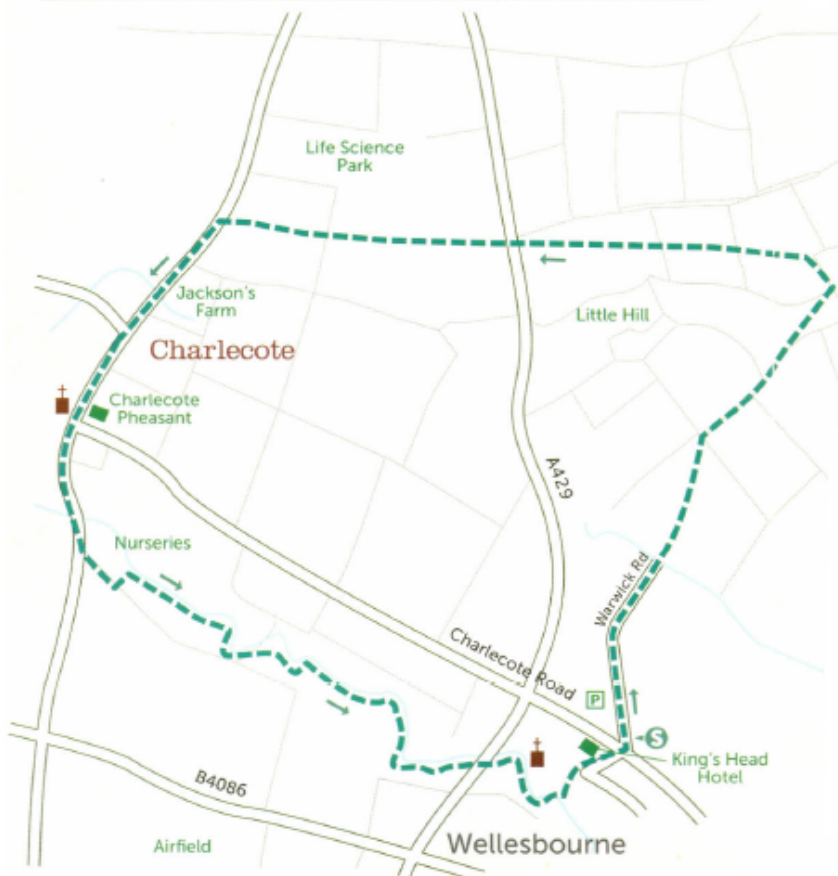 Life Science
Park
Jackson's
Farm
Little Hill
Charlecote
Charlecote
Pheasant
A429
Nurseries
Warwick Rd
Charlecote Road
P
S
King's Head
Hotel
B4086
Airfield
Wellesbourne